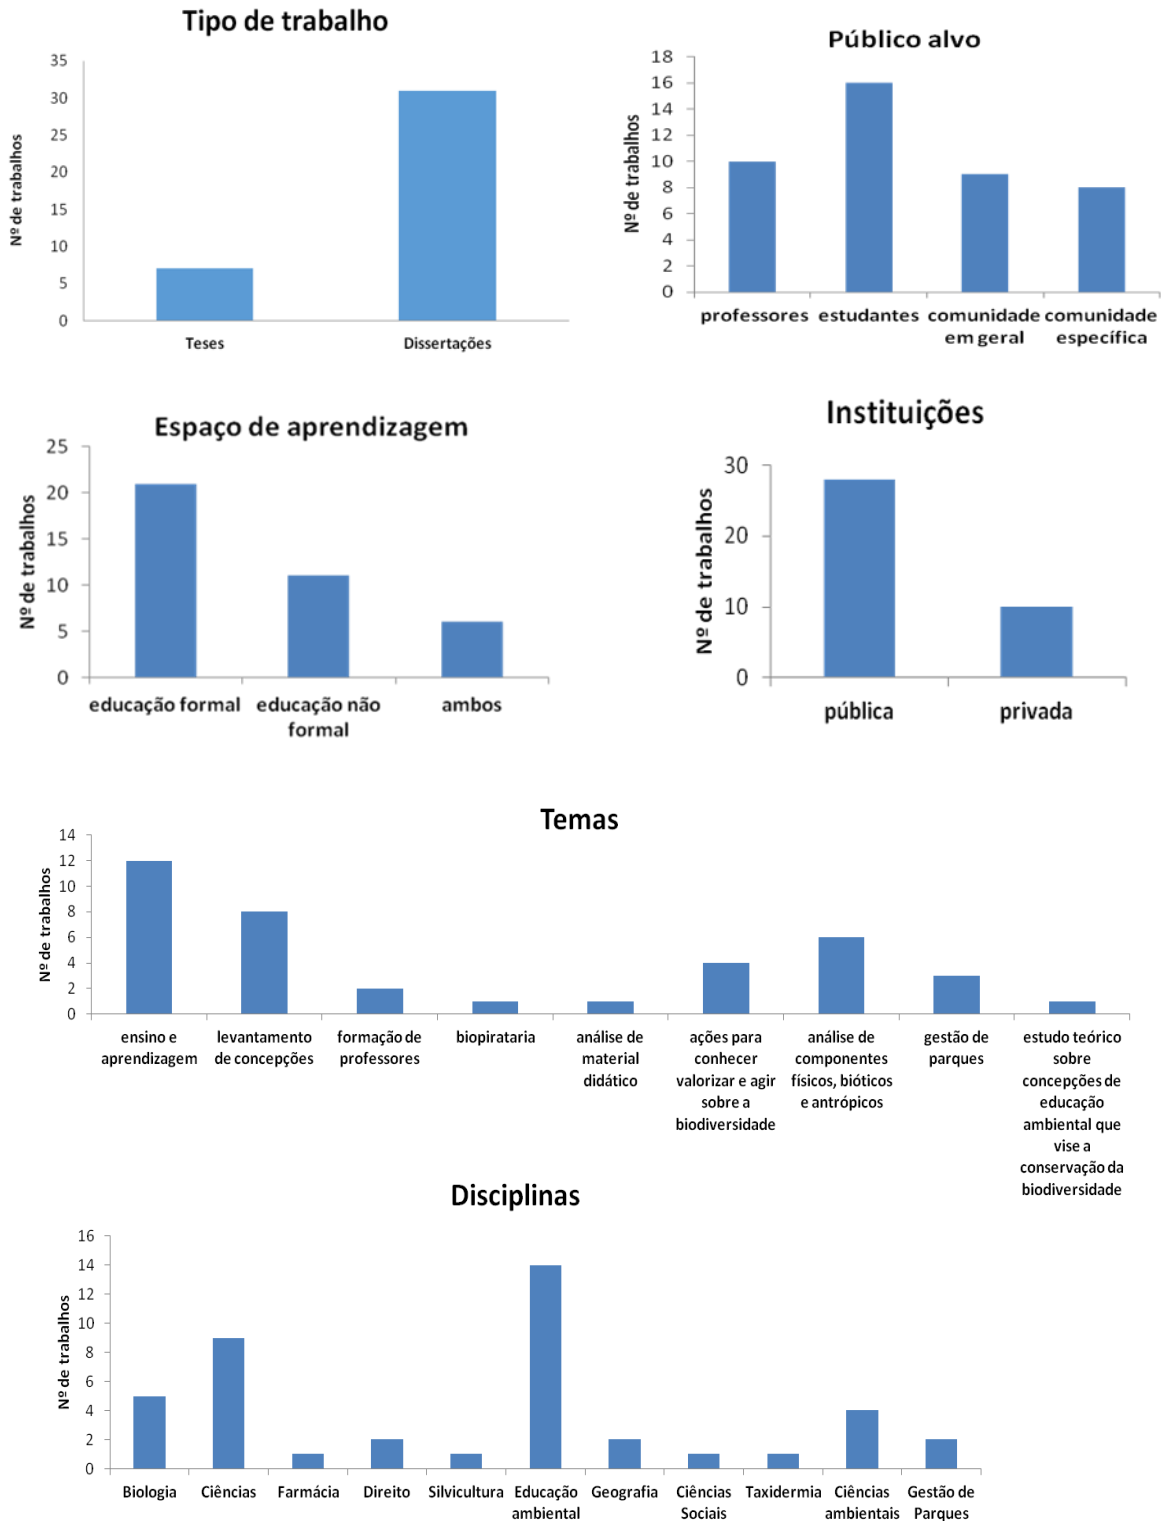 Tipo de trabalho
Nº de trabalhos
35
30
25
20
15
10
5
0
Teses Dissertações
Público alvo
Nº de trabalhos
18
16
14
12
10
8
6
4
2
0
professores estudantes comunidade comunidade
em geral específica
Espaço de aprendizagem
Nº de trabalhos
25
20
15
10
5
0
educação formal educação não ambos
formal
Instituições
Nº de trabalhos
30
20
10
0
pública privada
Temas
Nº de trabalhos
14
12
10
8
6
4
2
0
ensino e
aprendizagem
levantamento
de concepções
formação de
professores
biopirataria
análise de
material
didático
ações para
conhecer
valorizar e agir
sobre a
biodiversidade
análise de
componentes
físicos, bióticos
e antrópicos
gestão de
parques
estudo teórico
sobre
concepções de
educação
ambiental que
vise a
conservação da
biodiversidade
Disciplinas
Nº de trabalhos
16
14
12
10
8
6
4
2
0
Biologia
Ciências
Farmácia
Direito
Silvicultura
Educação
ambiental
Geografia
Ciências
Sociais
Taxidermia
Ciências
ambientais
Gestão de
Parques